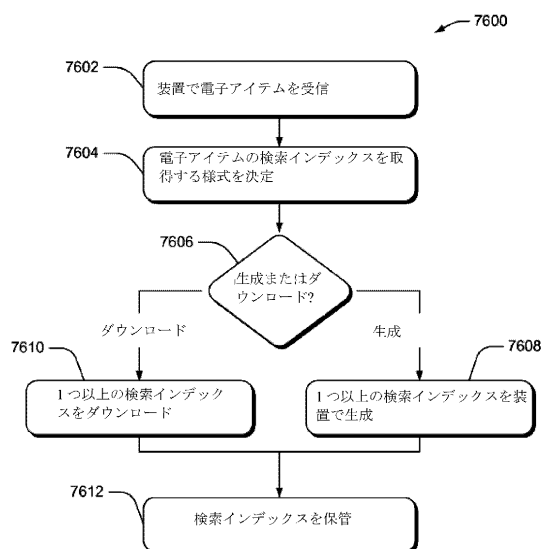 7600
7602
装置で電子アイテムを受信
7604
電子アイテムの検索インデックスを取
得する様式を決定
7606
生成またはダ
ウンロード?
ダウンロード
生成
7610
1つ以上の検索インデック
スをダウンロード
7608
1つ以上の検索インデックスを装
置で生成
7612
検索インデックスを保管